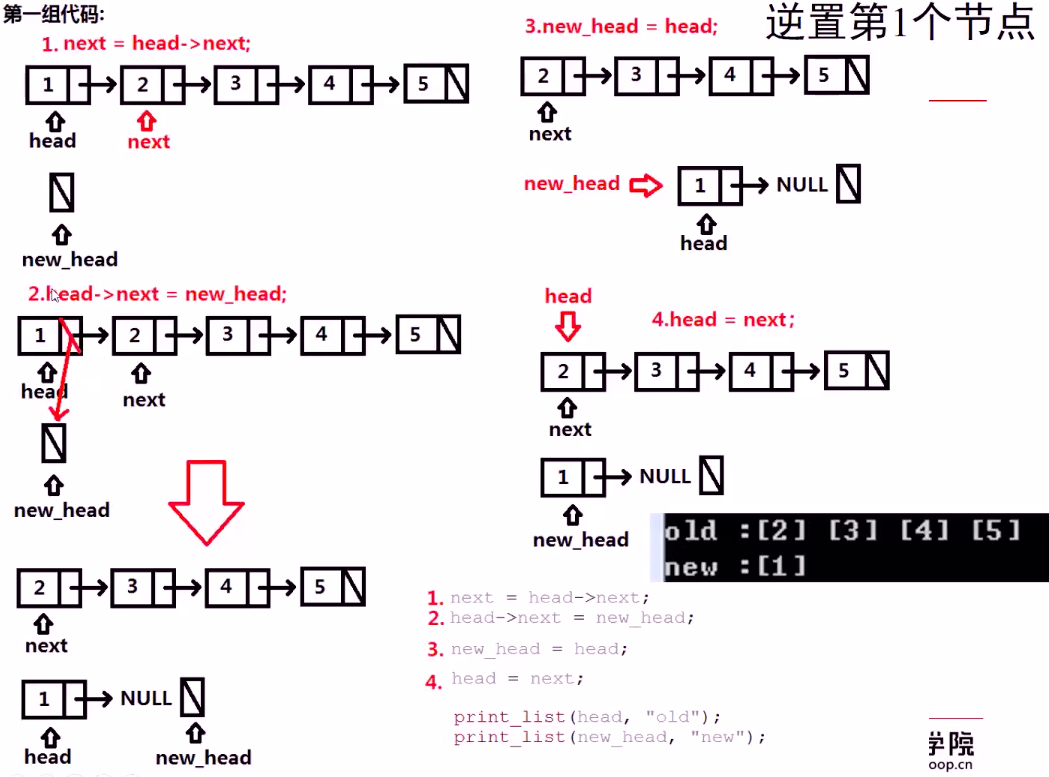 第一组代码:
1. next = head->next;
1 2 3 4 5
head next
new_head
2.head->next = new_head;
1 2 3 4 5
head next
new_head
2 3 4 5
next
1 NULL
head new_head
逆置第1个节点
3.new_head = head;
2 3 4 5
next
new_head 1 NULL
head
head
4.head = next;
2 3 4 5
next
1 NULL
new_head
old :[2] [3] [4] [5]
new :[1]
1. next = head->next;
2. head->next = new_head;
3. new_head = head;
4. head = next;
print_list(head, "old");
print_list(new_head, "new");
学院
oop.cn